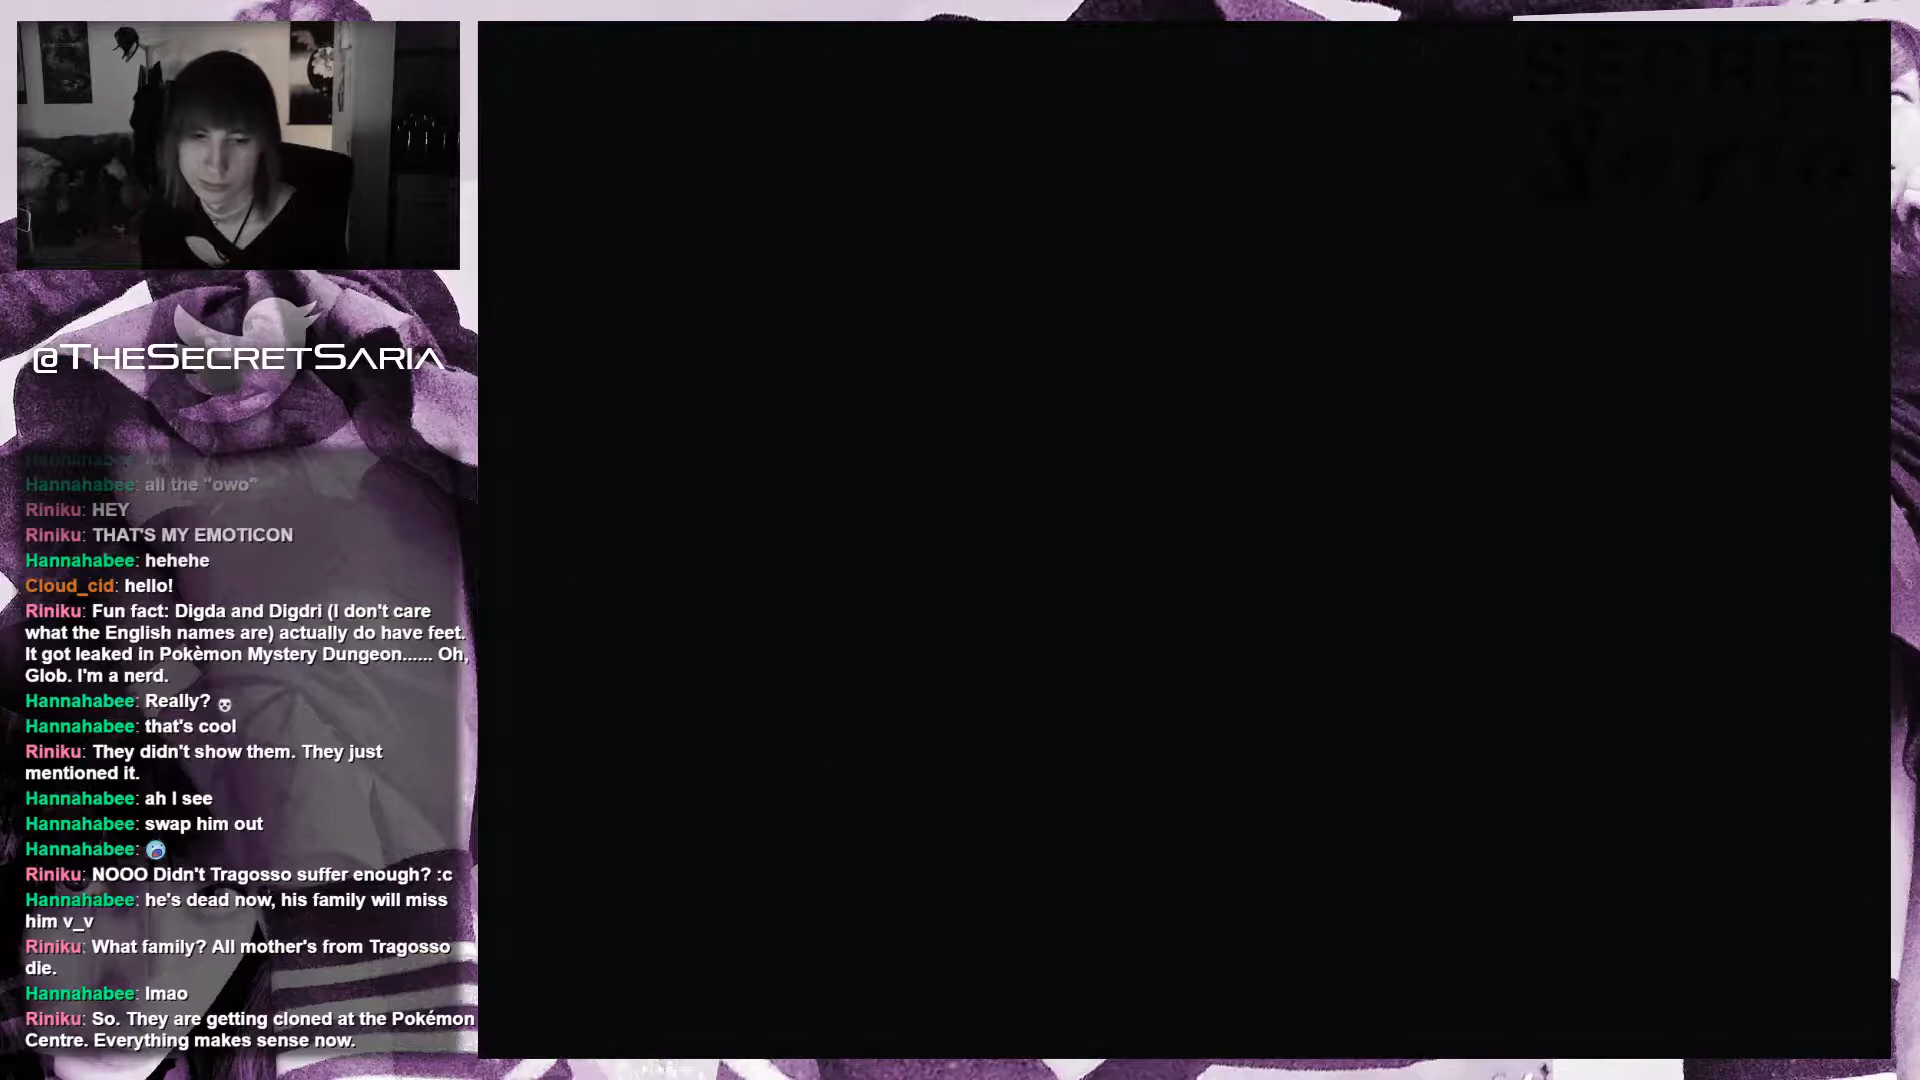 SECRET
Saria
@THESECRETSARIA
Hannahabee: lol
Hannahabee: all the "owo"
Riniku: HEY
Riniku: THAT'S MY EMOTICON
Hannahabee: hehehe
Cloud_cid: hello!
Riniku: Fun fact: Digda and Digdri (I don't care
what the English names are) actually do have feet.
It got leaked in Pokèmon Mystery Dungeon...... Oh,
Glob. I'm a nerd.
Hannahabee: Really?
Hannahabee: that's cool
Riniku: They didn't show them. They just
mentioned it.
Hannahabee: ah I see
Hannahabee: swap him out
Hannahabee:
Riniku: NOOO Didn't Tragosso suffer enough? :c
Hannahabee: he's dead now, his family will miss
him v_v
Riniku: What family? All mother's from Tragosso
die.
Hannahabee: lmao
Riniku: So. They are getting cloned at the Pokémon
Centre. Everything makes sense now.